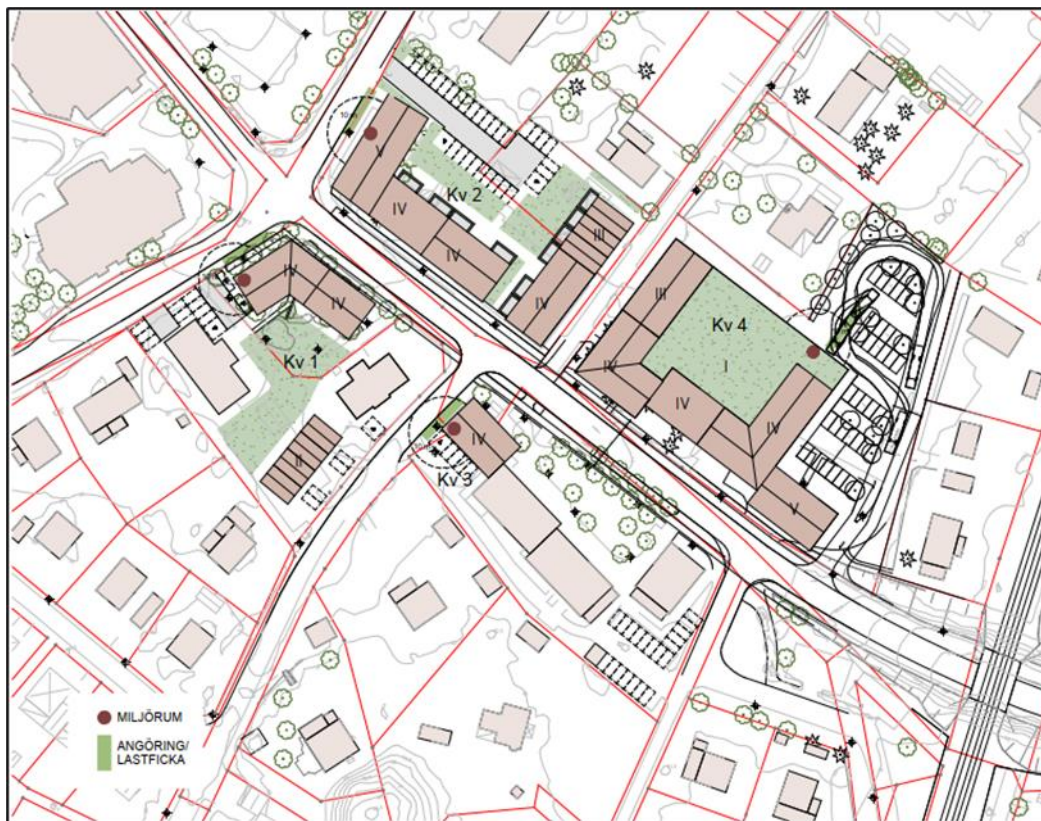 V
Kv 2
IV
III
IV
IV
IV
IV
Kv 1
II
III
Kv 4
IV
I
IV
IV
V
IV
Kv 3
MILJÖRUM
ANGÖRING/
LASTFICKA